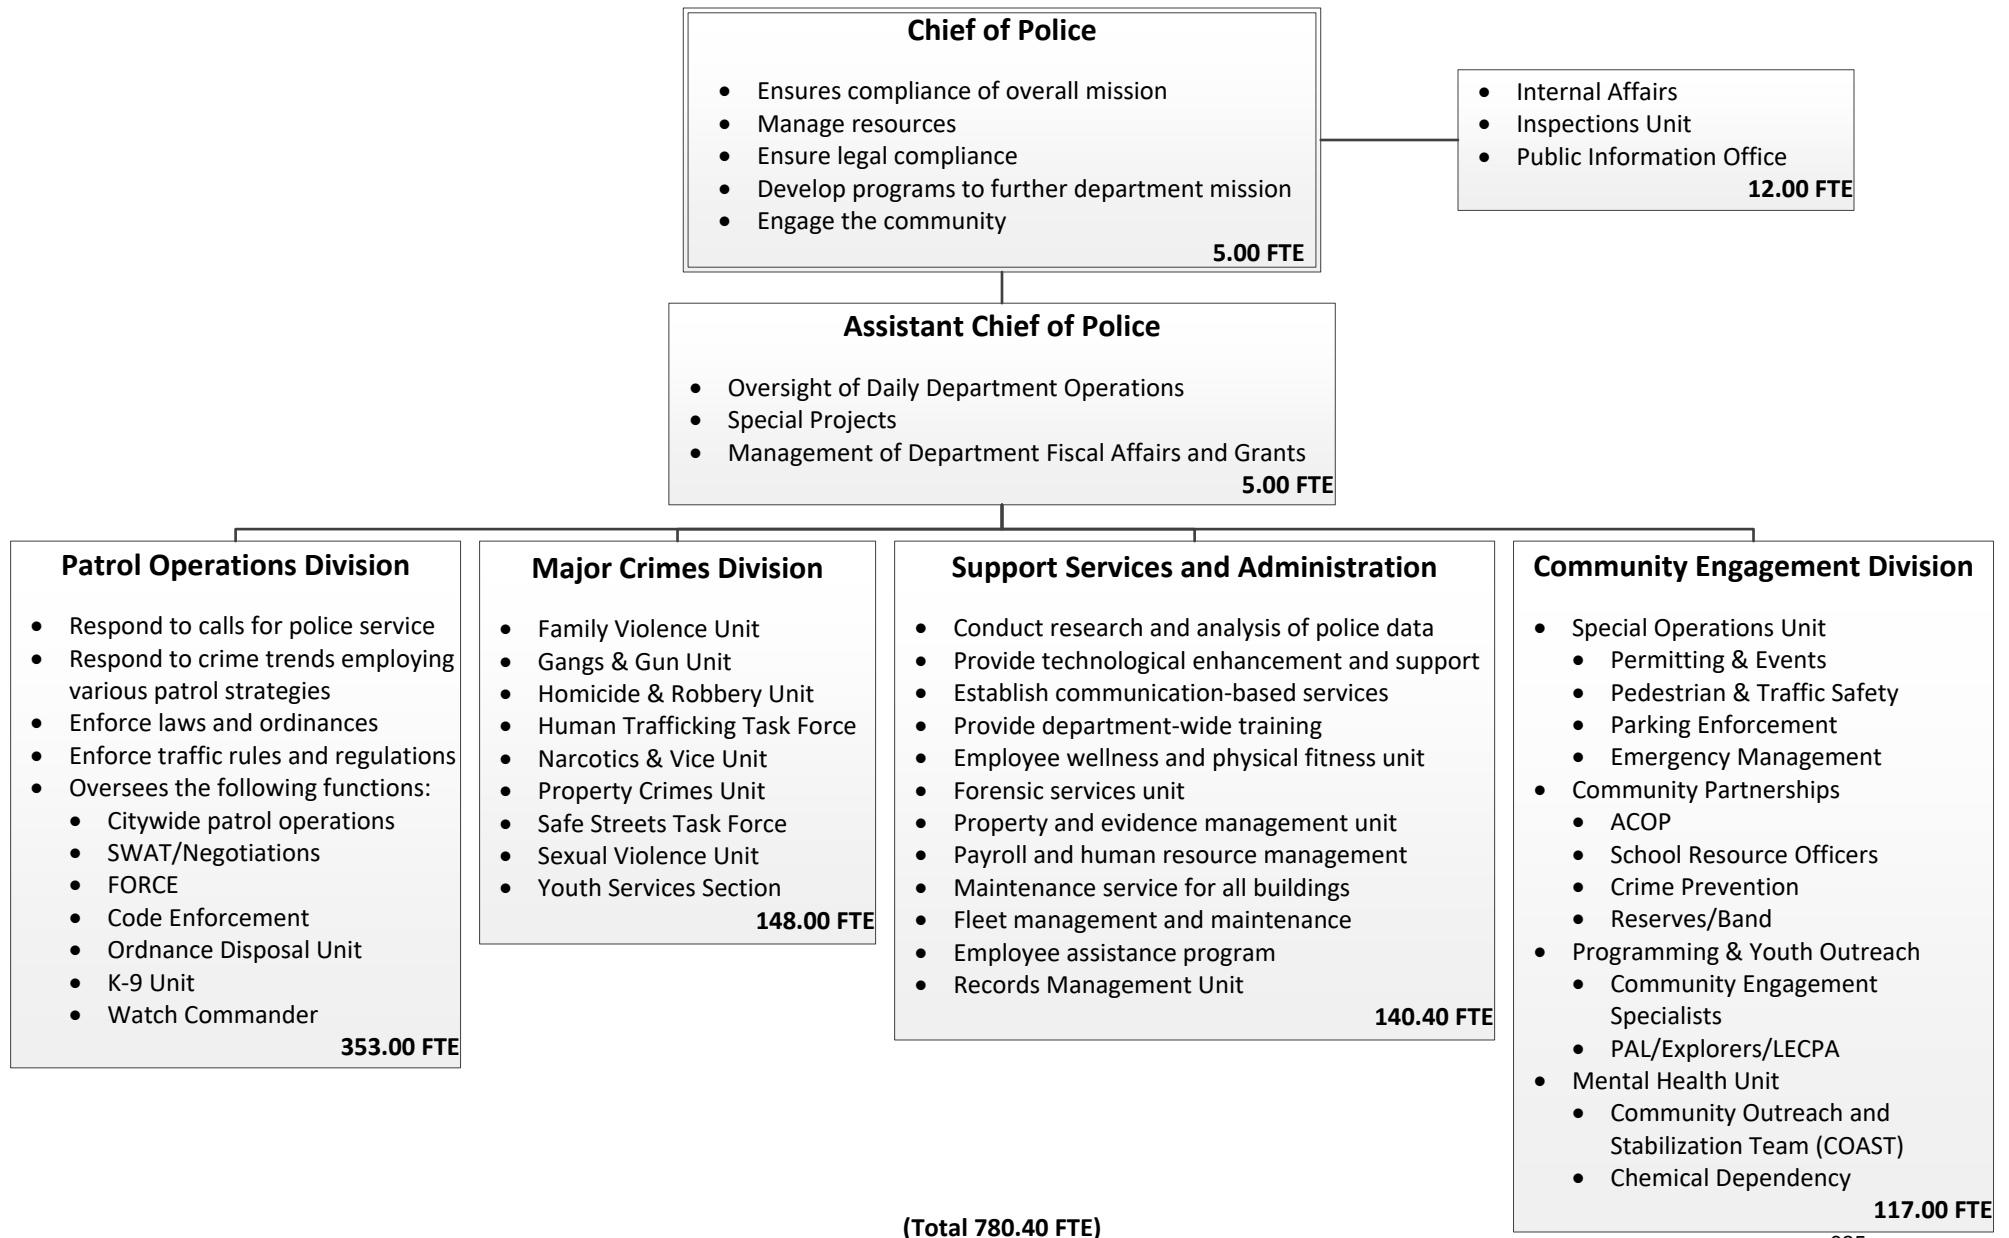 Chief of Police
• Ensures compliance of overall mission
• Manage resources
• Ensure legal compliance
• Develop programs to further department mission
• Engage the community
5.00 FTE
• Internal Affairs
• Inspections Unit
• Public Information Office
12.00 FTE
Assistant Chief of Police
• Oversight of Daily Department Operations
• Special Projects
• Management of Department Fiscal Affairs and Grants
5.00 FTE
Patrol Operations Division
• Respond to calls for police service
• Respond to crime trends employing
various patrol strategies
• Enforce laws and ordinances
• Enforce traffic rules and regulations
• Oversees the following functions:
• Citywide patrol operations
• SWAT/Negotiations
• FORCE
• Code Enforcement
• Ordnance Disposal Unit
• K-9 Unit
• Watch Commander
353.00 FTE
Major Crimes Division
• Family Violence Unit
• Gangs & Gun Unit
• Homicide & Robbery Unit
• Human Trafficking Task Force
• Narcotics & Vice Unit
• Property Crimes Unit
• Safe Streets Task Force
• Sexual Violence Unit
• Youth Services Section
148.00 FTE
Support Services and Administration
• Conduct research and analysis of police data
• Provide technological enhancement and support
• Establish communication-based services
• Provide department-wide training
• Employee wellness and physical fitness unit
• Forensic services unit
• Property and evidence management unit
• Payroll and human resource management
• Maintenance service for all buildings
• Fleet management and maintenance
• Employee assistance program
• Records Management Unit
140.40 FTE
Community Engagement Division
• Special Operations Unit
• Permitting & Events
• Pedestrian & Traffic Safety
• Parking Enforcement
• Emergency Management
• Community Partnerships
• ACOP
• School Resource Officers
• Crime Prevention
• Reserves/Band
• Programming & Youth Outreach
• Community Engagement
Specialists
• PAL/Explorers/LECPA
• Mental Health Unit
• Community Outreach and
Stabilization Team (COAST)
• Chemical Dependency
117.00 FTE
(Total 780.40 FTE)